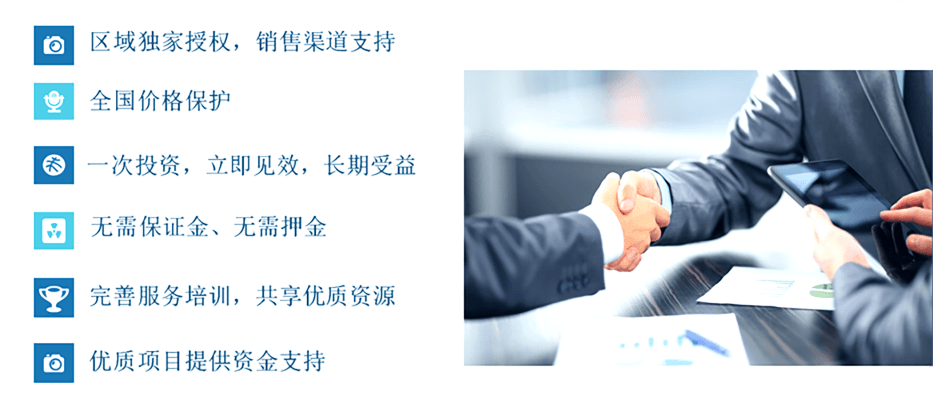 区域独家授权，销售渠道支持
全国价格保护
一次投资，立即见效，长期受益
无需保证金、无需押金
完善服务培训，共享优质资源
优质项目提供资金支持